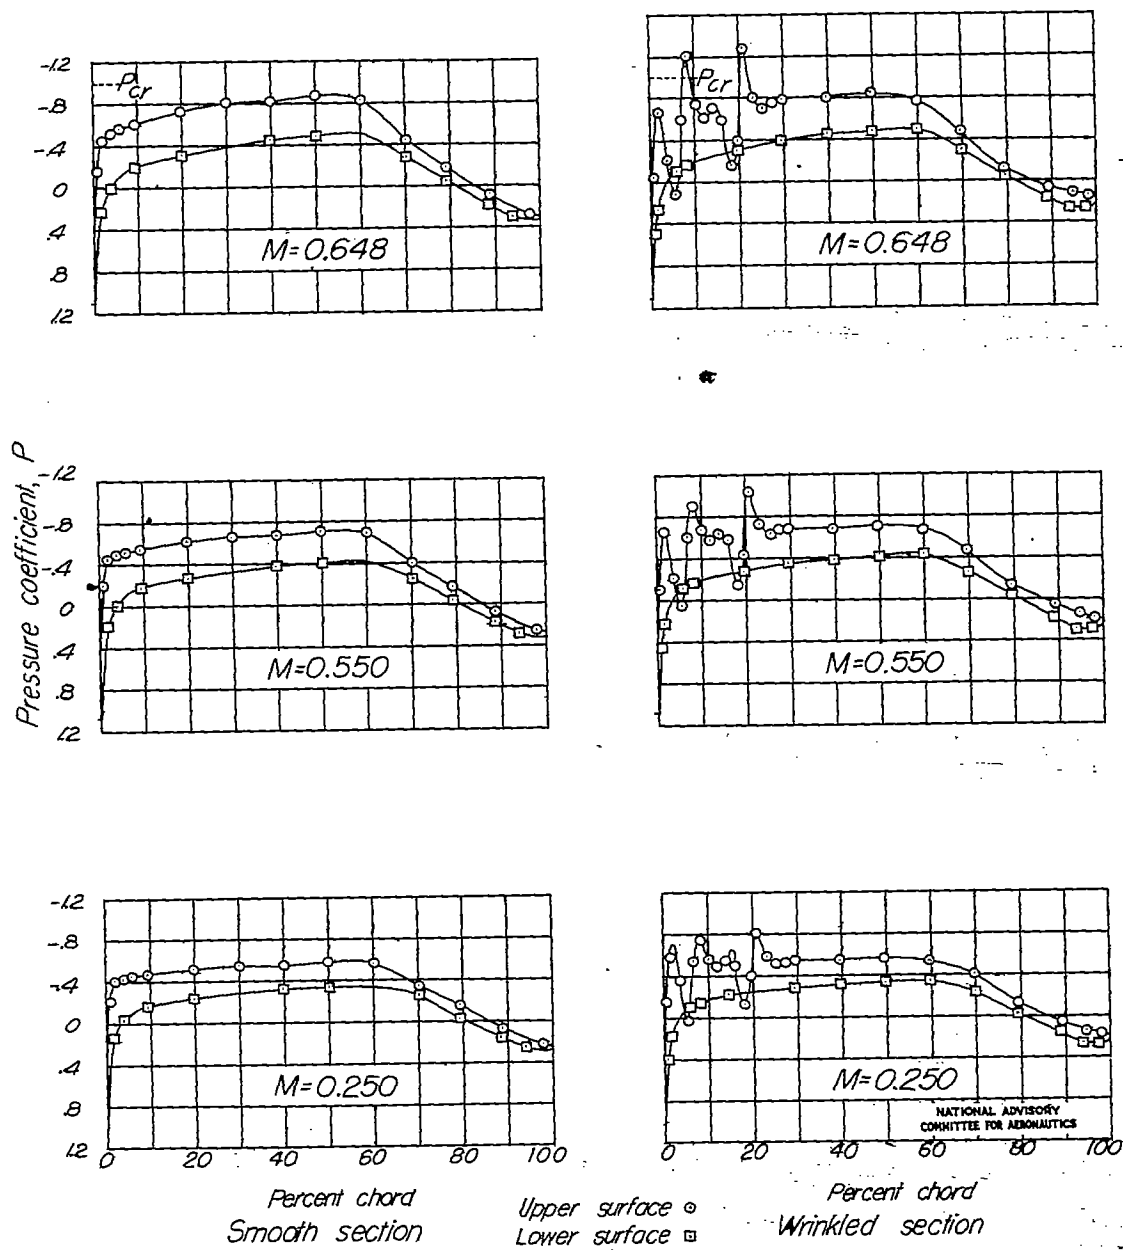 -1.2
-.8
-.4
0
.4
.8
1.2
Pcr
M=0.648
Pcr
M=0.648
Pressure coefficient, P
-1.2
-.8
-.4
0
.4
.8
1.2
M=0.550
M=0.550
-1.2
-.8
-.4
0
.4
.8
1.2
M=0.250
M=0.250
NATIONAL ADVISORY
COMMITTEE FOR AERONAUTICS
0 20 40 60 80 100
0 20 40 60 80 100
Percent chord
Smooth section
Upper surface
Lower surface
Percent chord
Wrinkled section